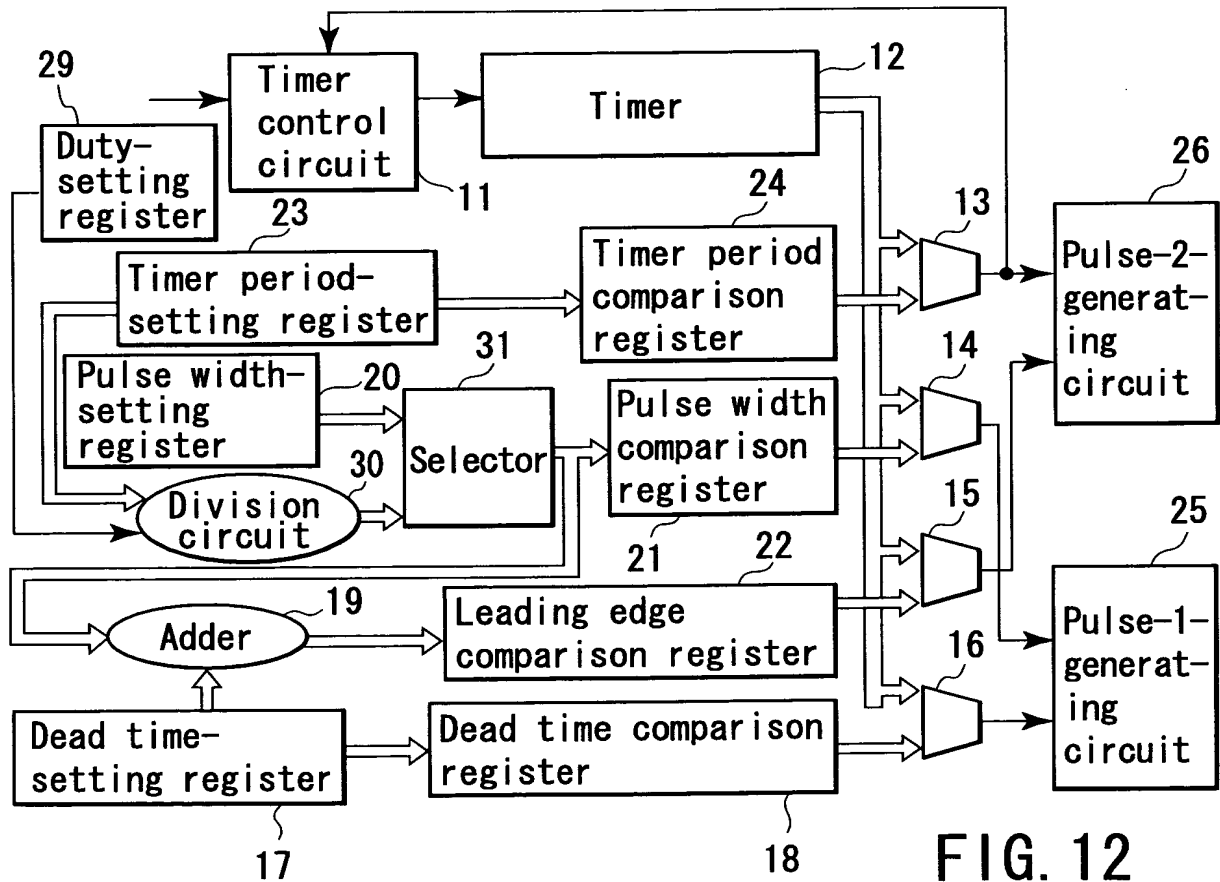 29
Duty-
setting
register
Timer
control
circuit
11
Timer
12
23
Timer period-
setting register
24
Timer period
comparison
register
13
26
Pulse-2-
generat-
ing
circuit
Pulse width-
setting
register
20
31
Selector
Pulse width
comparison
register
21
14
30
Division
circuit
15
25
Pulse-1-
generat-
ing
circuit
19
Adder
22
Leading edge
comparison register
16
Dead time-
setting register
17
Dead time comparison
register
18
FIG. 12